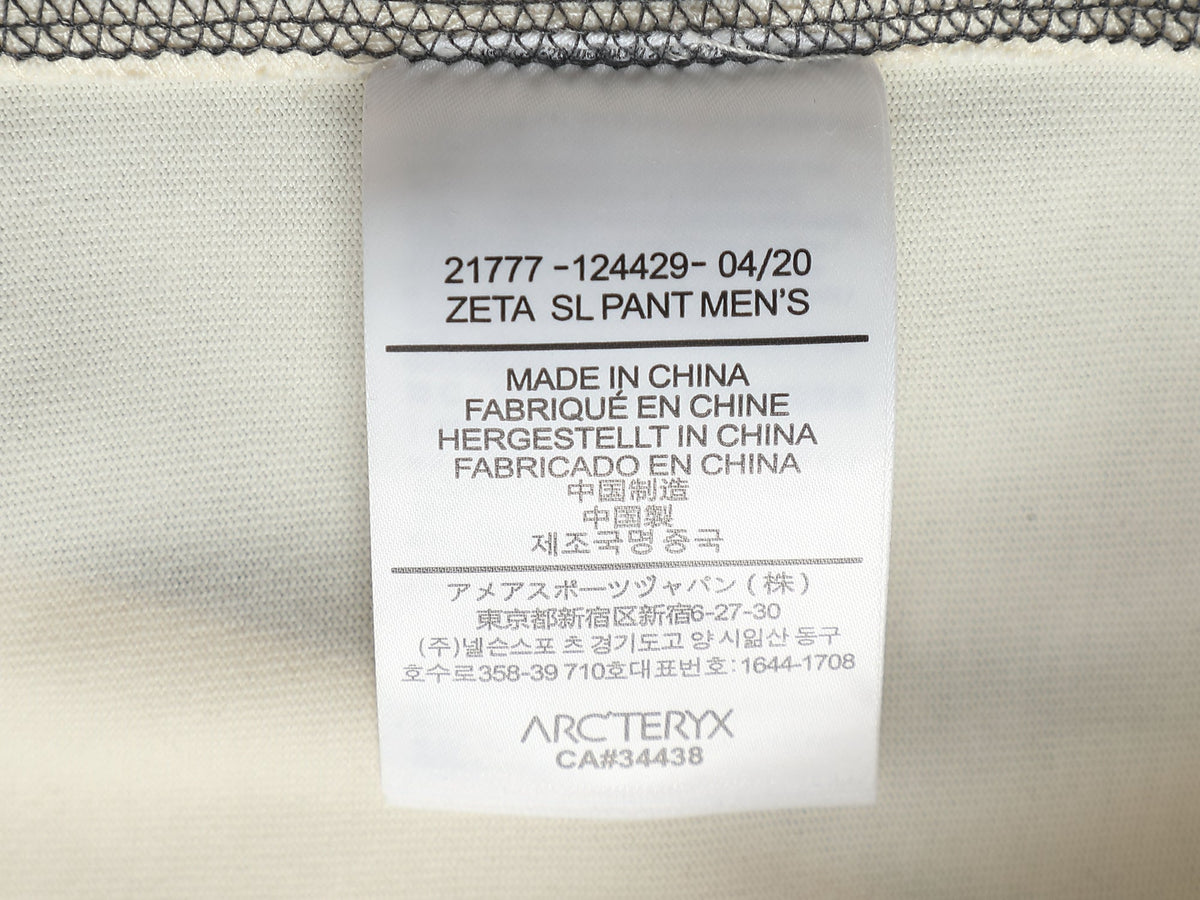 21777 -124429- 04/20
ZETA SL PANT MEN'S
MADE IN CHINA
FABRIQUÉ EN CHINE
HERGESTELLT IN CHINA
FABRICADO EN CHINA
中国制造
中国製
제조국명 중국
アメアスポーツヅャパン(株)
東京都新宿区新宿6-27-30
(주)넬슨스포 츠 경기도고 양 시잀산 동구
호수로358-39 710호대표번호: 1644-1708
ARC'TERYX
CA#34438